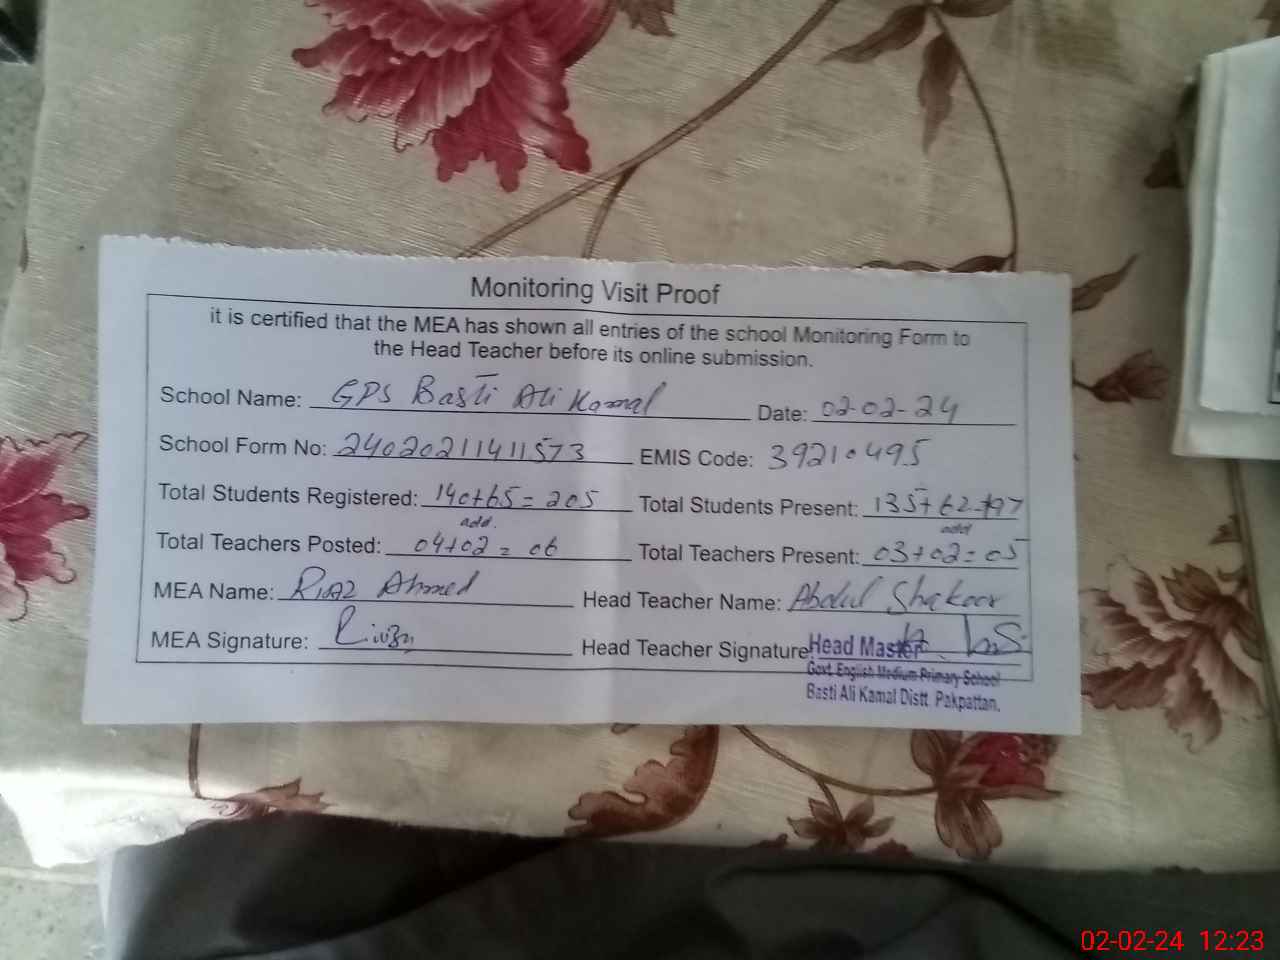 Monitoring Visit Proof
it is certified that the MEA has shown all entries of the school Monitoring Form to
the Head Teacher before its online submission.
School Name: GPS Basti Ali Kamal Date: 02-02-24
School Form No: 24020211411573 EMIS Code: 39210495
Total Students Registered: 140+65=205 Total Students Present: 135+62=197
add. add
Total Teachers Posted: 04+02=06 Total Teachers Present: 03+02=05
MEA Name: Riaz Ahmed Head Teacher Name: Abdul Shakoor
MEA Signature: Head Teacher Signature:
Head Master
Govt. English Medium Primary School
Basti Ali Kamal Distt. Pakpattan.
02-02-24 12:23